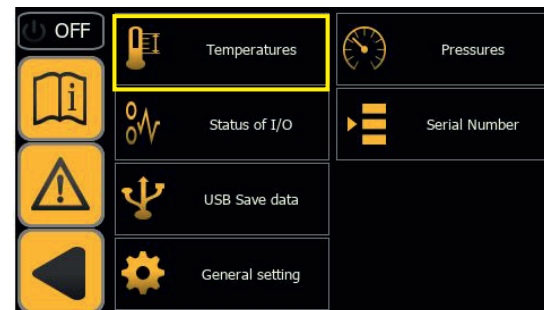 OFF
Temperatures
Pressures
Status of I/O
Serial Number
USB Save data
General setting